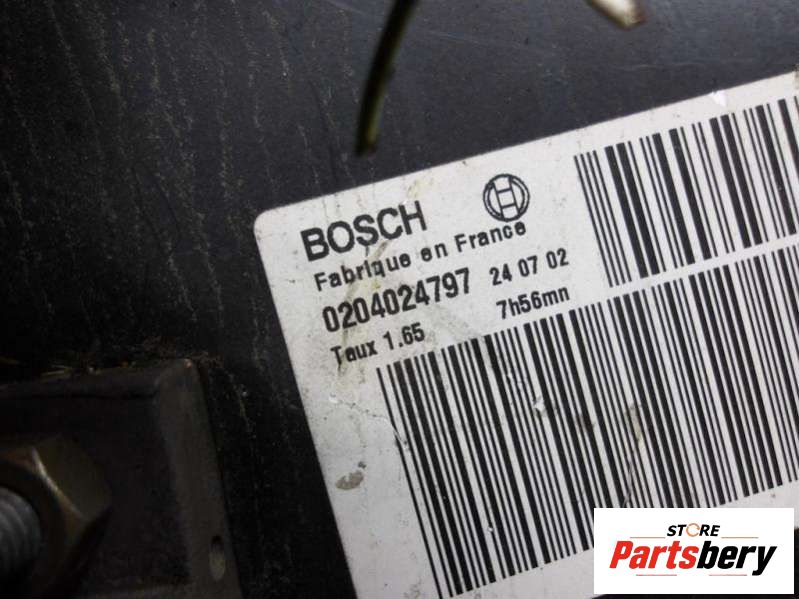 BOSCH
Fabrique en France
0204024797 24 07 02
Taux 1.65 7h56mn
STORE
Partsbery